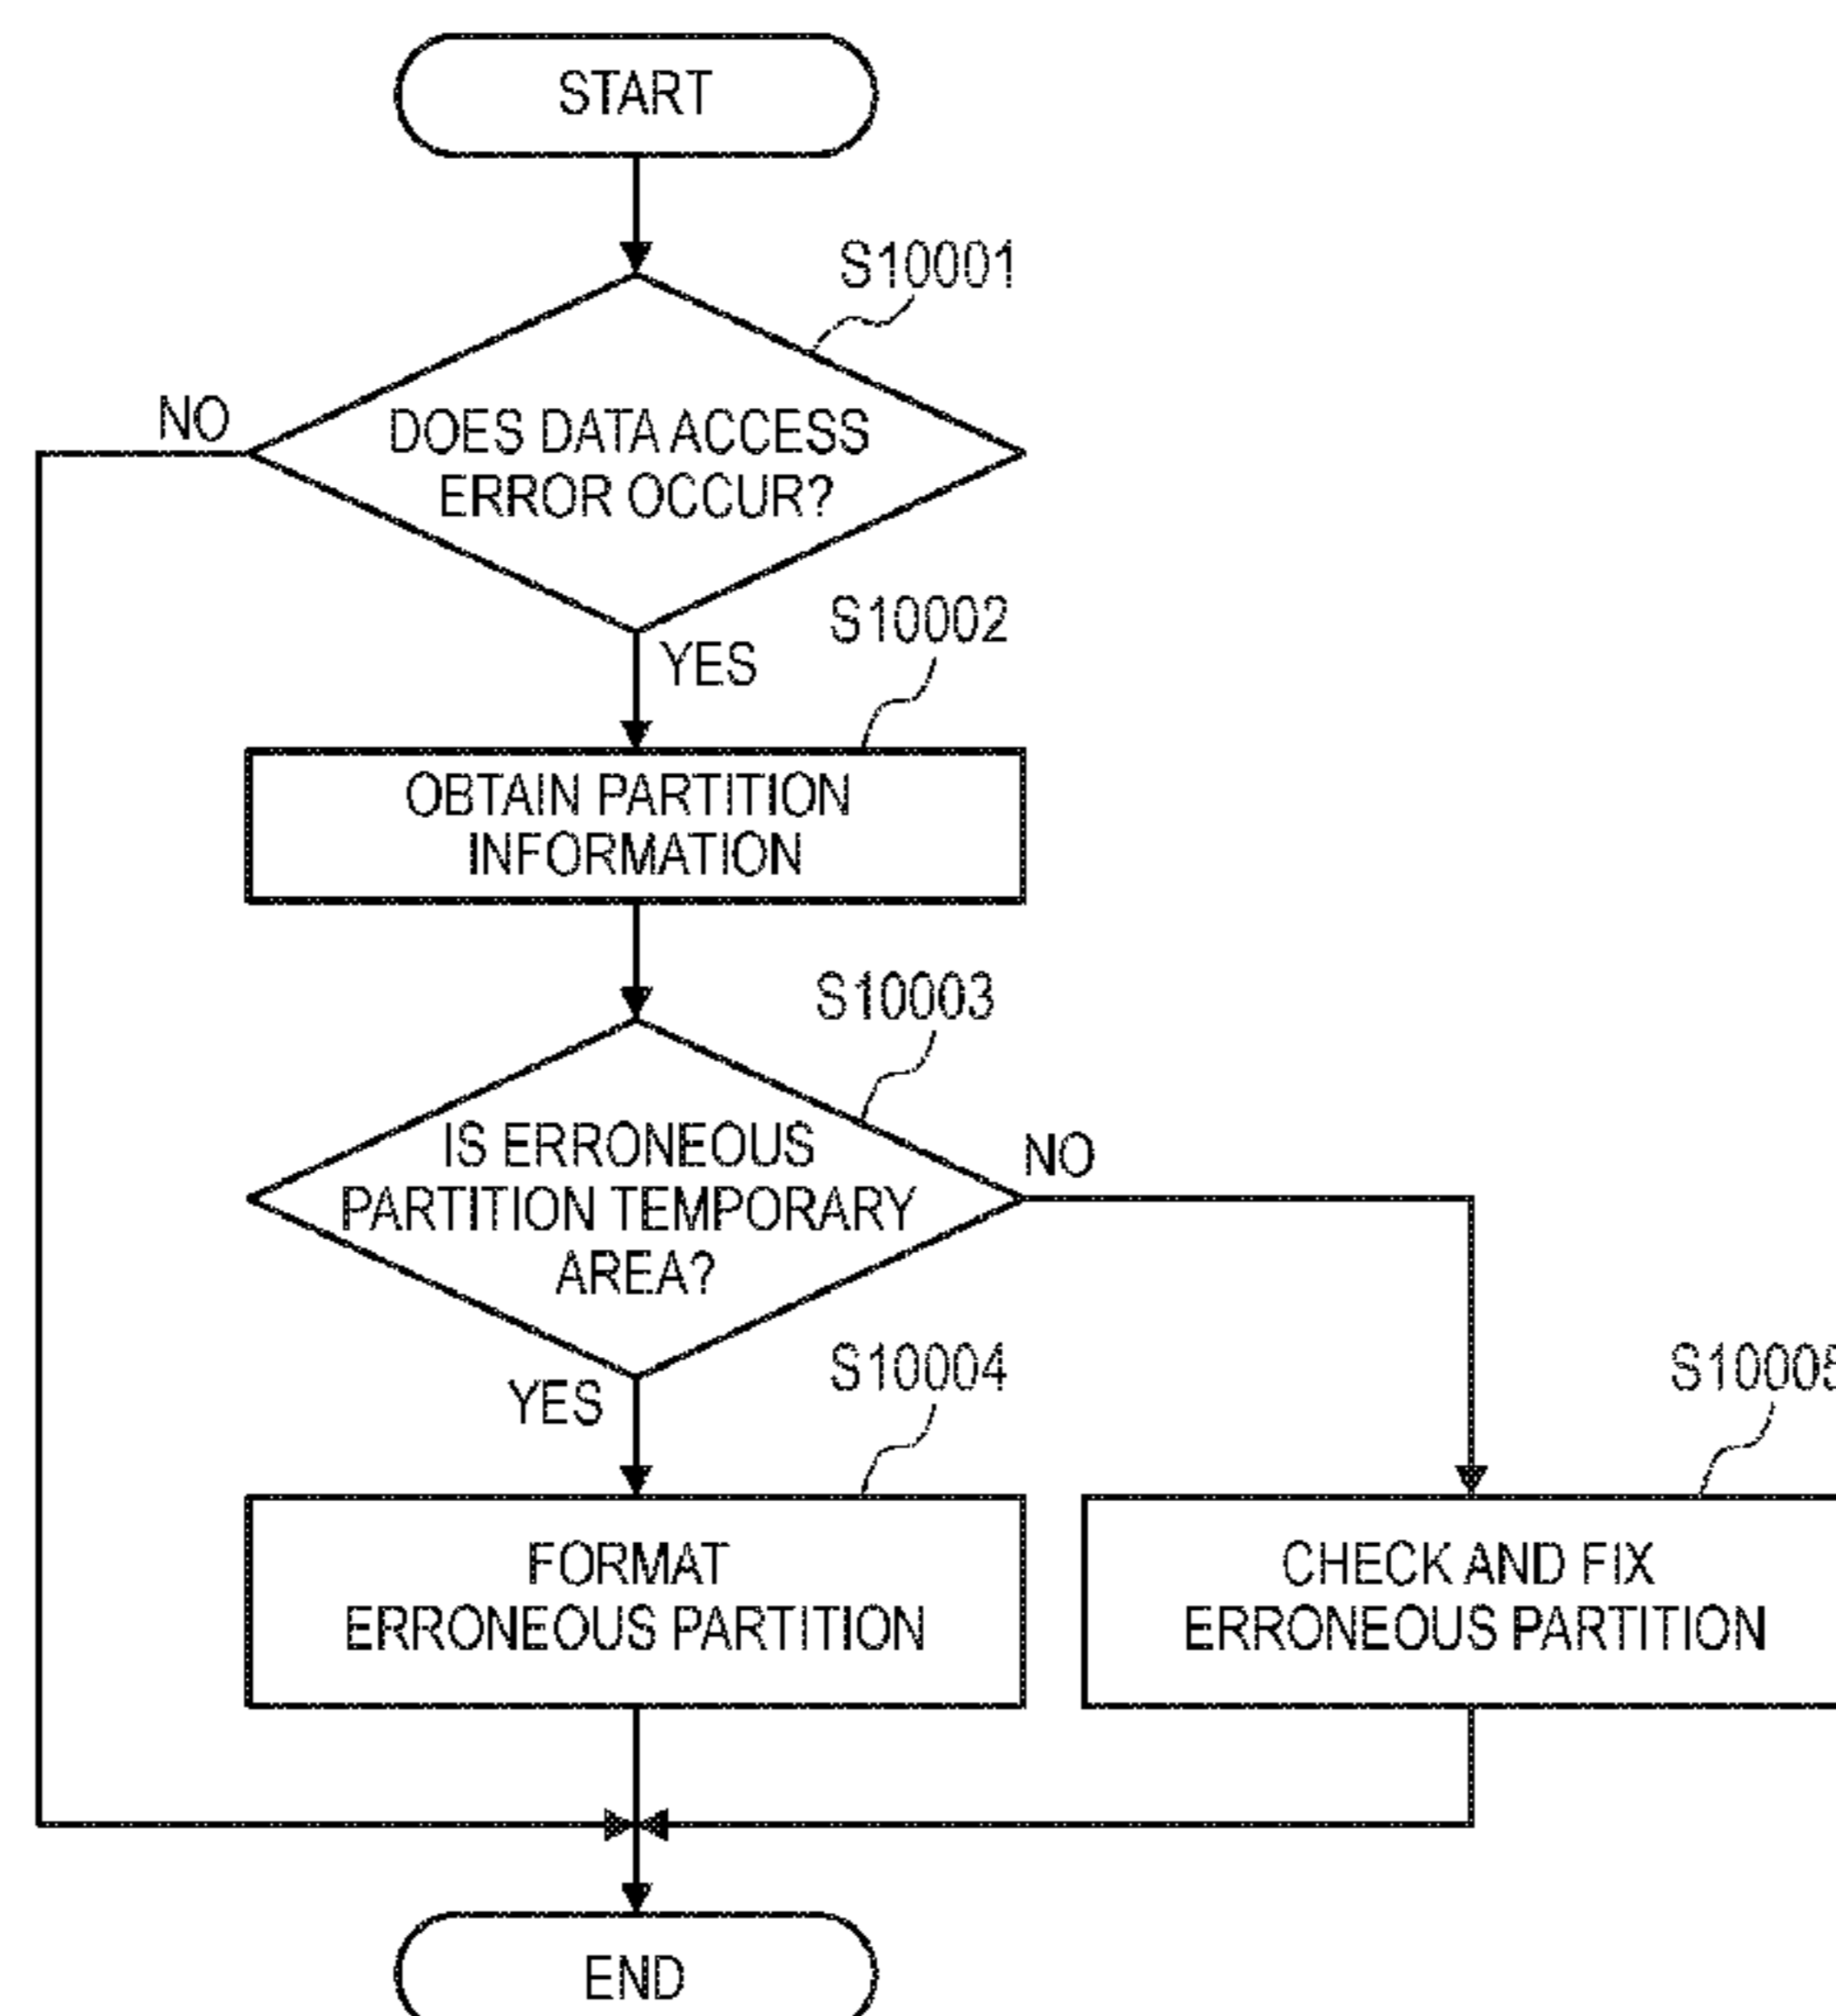 START
S10001
NO
DOES DATA ACCESS
ERROR OCCUR?
S10002
YES
OBTAIN PARTITION
INFORMATION
S10003
IS ERRONEOUS
PARTITION TEMPORARY
AREA?
NO
YES
S10004
S10005
FORMAT
ERRONEOUS PARTITION
CHECK AND FIX
ERRONEOUS PARTITION
END